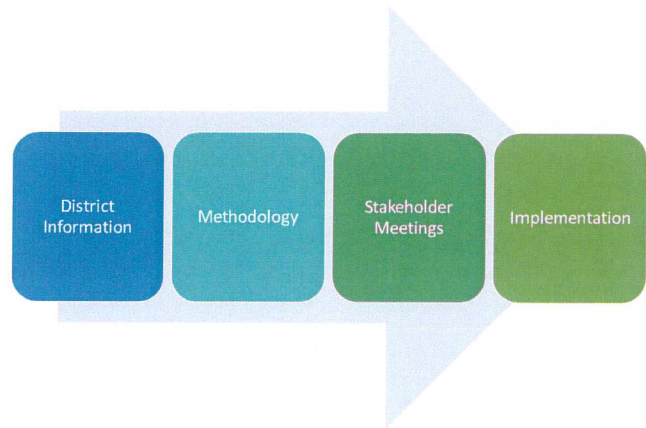 District
Information
Methodology
Stakeholder
Meetings
Implementation